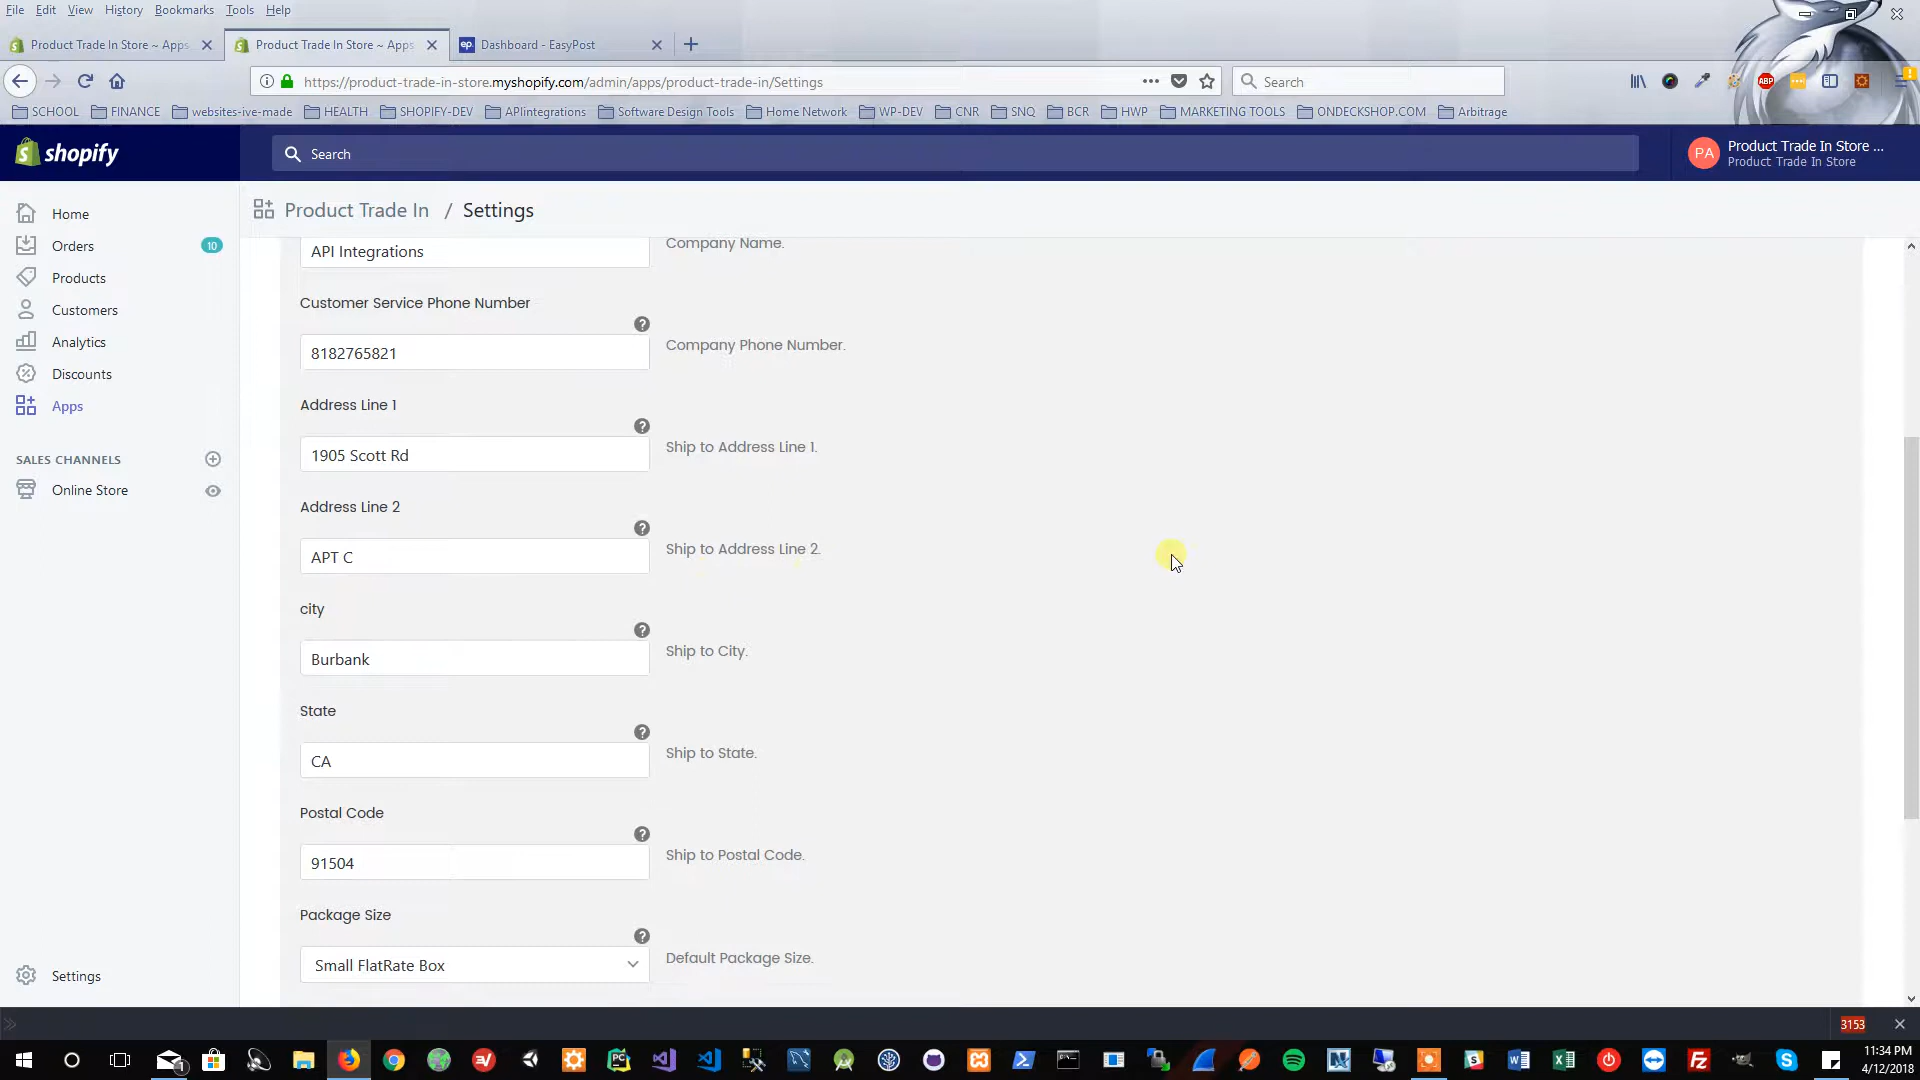 File Edit View History Bookmarks Tools Help
Product Trade In Store ~ Apps Product Trade In Store ~ Apps ep. Dashboard - EasyPost
https://product-trade-in-store.myshopify.com/admin/apps/product-trade-in/Settings Search ABP
SCHOOL FINANCE websites-ive-made HEALTH SHOPIFY-DEV APIintegrations Software Design Tools Home Network WP-DEV CNR SNQ BCR HWP MARKETING TOOLS ONDECKSHOP.COM Arbitrage
shopify Search PA Product Trade In Store ...
Product Trade In Store
Home
Orders 10
Products
Customers
Analytics
Discounts
Apps
SALES CHANNELS
Online Store
Settings
Product Trade In / Settings
API Integrations Company Name.
Customer Service Phone Number
8182765821 Company Phone Number.
Address Line 1
1905 Scott Rd Ship to Address Line 1.
Address Line 2
APT C Ship to Address Line 2.
city
Burbank Ship to City.
State
CA Ship to State.
Postal Code
91504 Ship to Postal Code.
Package Size
Small FlatRate Box Default Package Size.
3153
11:34 PM
4/12/2018